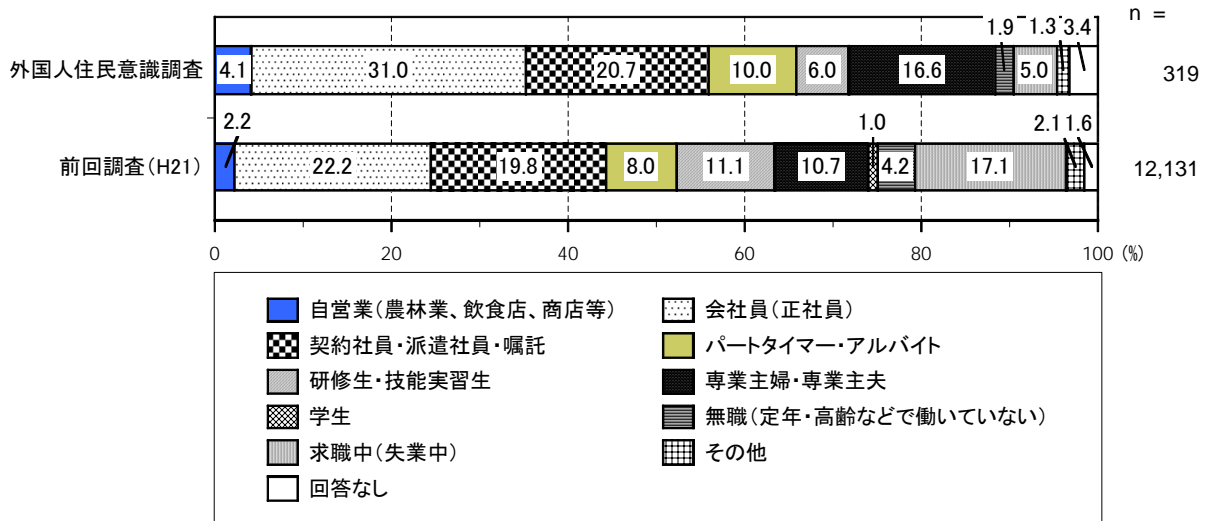 n =
1.9 1.3 3.4
外国人住民意識調査 4.1 31.0 20.7 10.0 6.0 16.6 5.0 319
2.2 1.0 2.1 1.6
前回調査(H21) 22.2 19.8 8.0 11.1 10.7 4.2 17.1 12,131
0 20 40 60 80 100 (%)
自営業(農林業、飲食店、商店等) 会社員(正社員)
契約社員・派遣社員・嘱託 パートタイマー・アルバイト
研修生・技能実習生 専業主婦・専業主夫
学生 無職(定年・高齢などで働いていない)
求職中(失業中) その他
回答なし